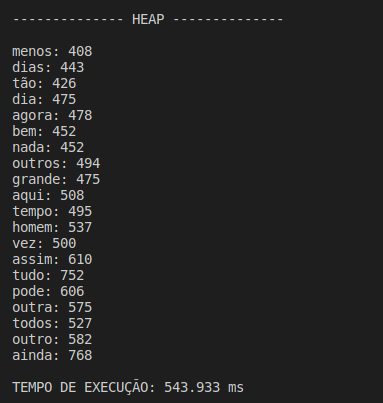 -------------- HEAP --------------
menos: 408
dias: 443
tão: 426
dia: 475
agora: 478
bem: 452
nada: 452
outros: 494
grande: 475
aqui: 508
tempo: 495
homem: 537
vez: 500
assim: 610
tudo: 752
pode: 606
outra: 575
todos: 527
outro: 582
ainda: 768
TEMPO DE EXECUÇÃO: 543.933 ms